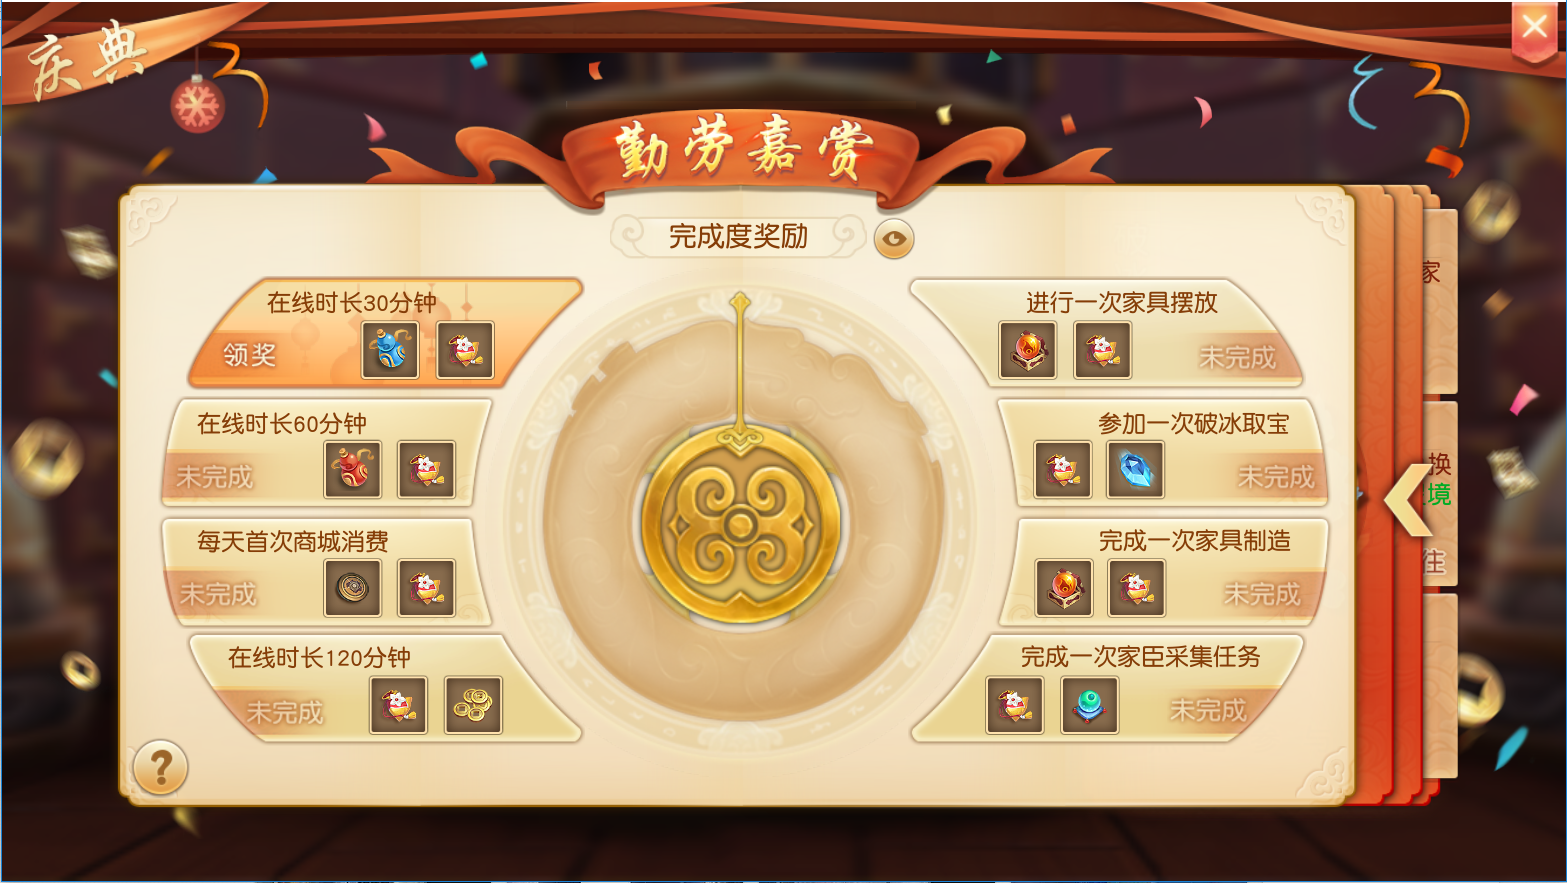 庆典
勤劳嘉赏
完成度奖励
在线时长30分钟
领奖
在线时长60分钟
未完成
每天首次商城消费
未完成
在线时长120分钟
未完成
进行一次家具摆放
未完成
参加一次破冰取宝
未完成
完成一次家具制造
未完成
完成一次家臣采集任务
未完成
家
换
境
往
?